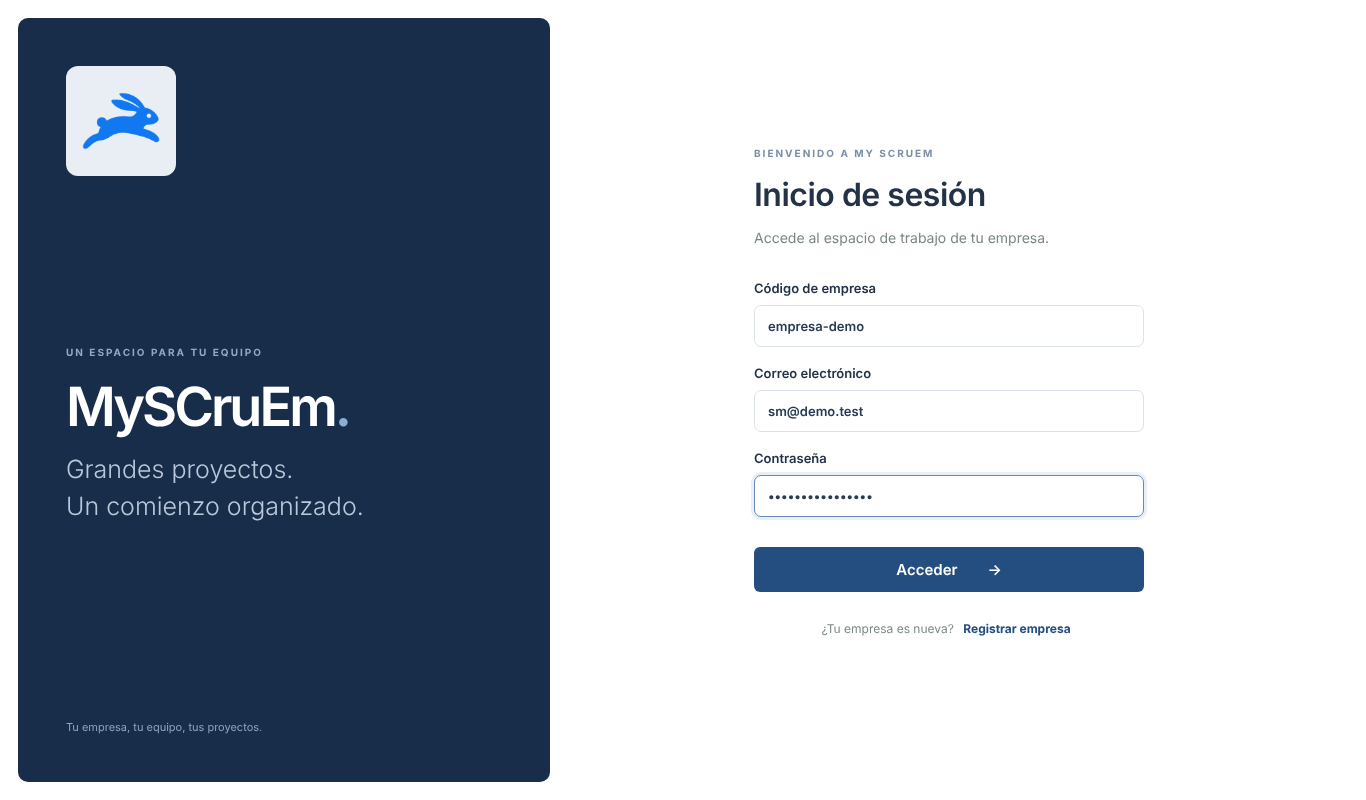 UN ESPACIO PARA TU EQUIPO
MySCruEm.
Grandes proyectos.
Un comienzo organizado.
Tu empresa, tu equipo, tus proyectos.
BIENVENIDO A MY SCRUEM
Inicio de sesión
Accede al espacio de trabajo de tu empresa.
Código de empresa
empresa-demo
Correo electrónico
sm@demo.test
Contraseña
••••••••••••••••
Acceder →
¿Tu empresa es nueva? Registrar empresa